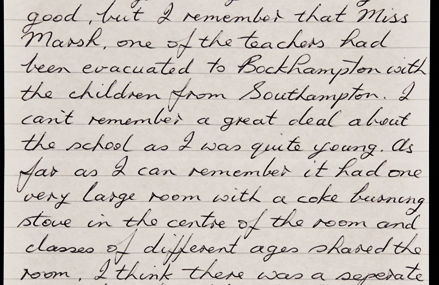 good, but I remember that Miss
Marsh, one of the teachers had
been evacuated to Bockhampton with
the children from Southampton. I
can't remember a great deal about
the school as I was quite young. As
far as I can remember it had one
very large room with a coke burning
stove in the centre of the room and
classes of different ages shared the
room. I think there was a seperate